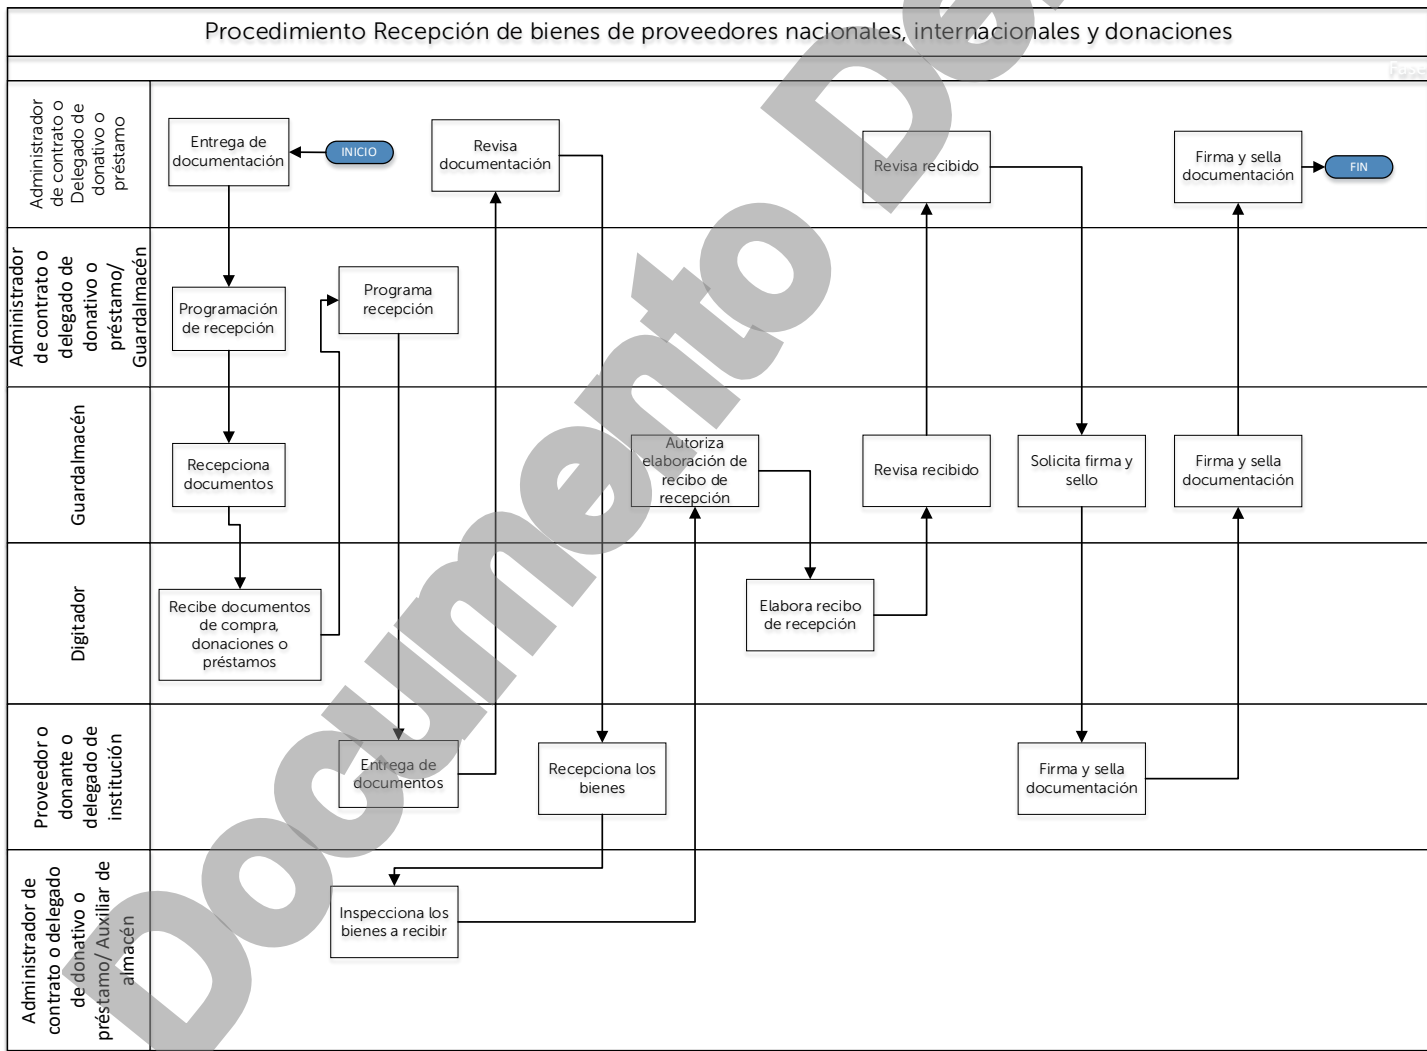 Procedimiento Recepción de bienes de proveedores nacionales, internacionales y donaciones
Fase
Administrador
de contrato o
Delegado de
donativo o
préstamo
Entrega de
documentación
INICIO
Revisa
documentación
Revisa recibido
Firma y sella
documentación
FIN
Administrador
de contrato o
delegado de
donativo o
préstamo/
Guardalmacén
Programación
de recepción
Programa
recepción
Guardalmacén
Recepciona
documentos
Autoriza
elaboración de
recibo de
recepción
Revisa recibido
Solicita firma y
sello
Firma y sella
documentación
Digitador
Recibe documentos
de compra,
donaciones o
préstamos
Elabora recibo
de recepción
Proveedor o
donante o
delegado de
institución
Entrega de
documentos
Recepciona los
bienes
Firma y sella
documentación
Administrador de
contrato o delegado
de donativo o
préstamo/ Auxiliar de
almacén
Inspecciona los
bienes a recibir
Documento